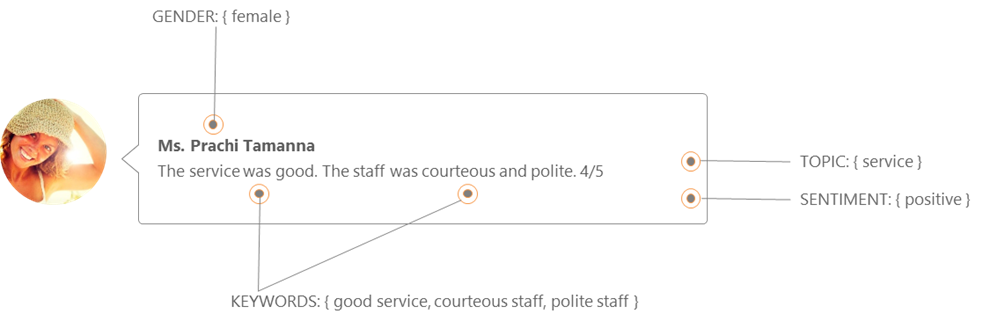 GENDER: { female }
Ms. Prachi Tamanna
The service was good. The staff was courteous and polite. 4/5
TOPIC: { service }
SENTIMENT: { positive }
KEYWORDS: { good service, courteous staff, polite staff }